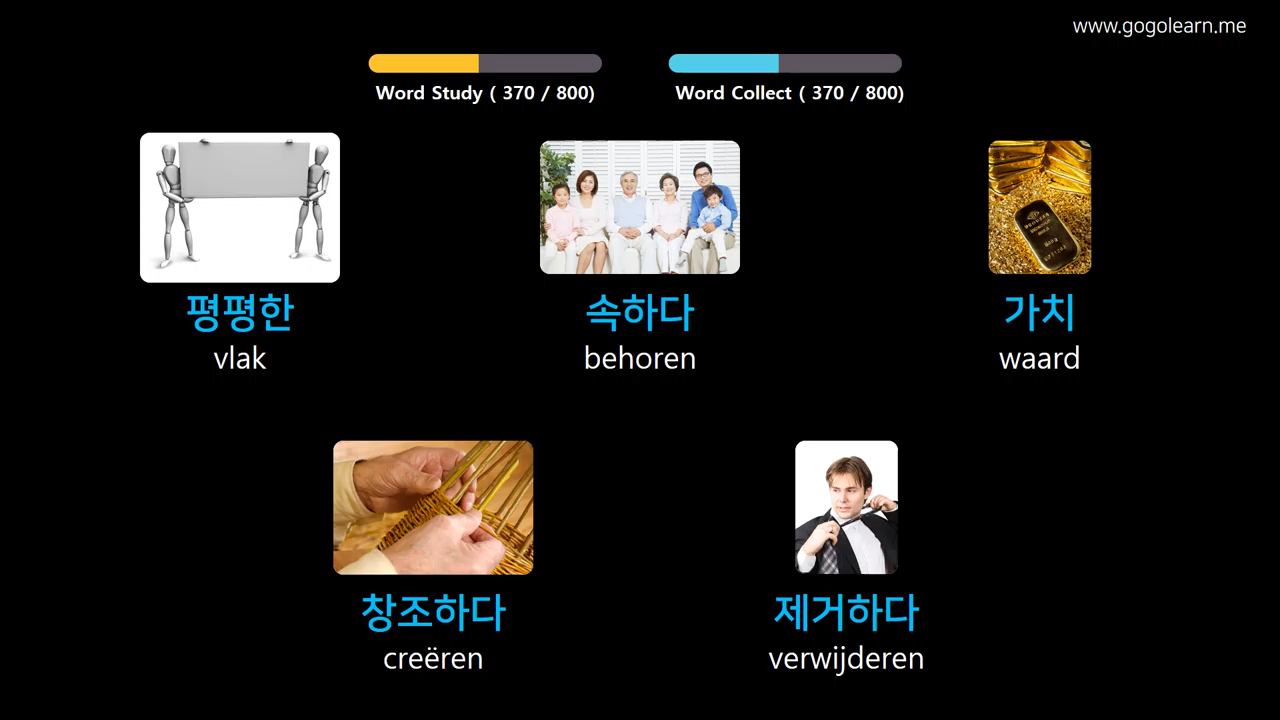 www.gogolearn.me
Word Study ( 370 / 800)
Word Collect ( 370 / 800)
평평한
vlak
속하다
behoren
가치
waard
창조하다
creëren
제거하다
verwijderen